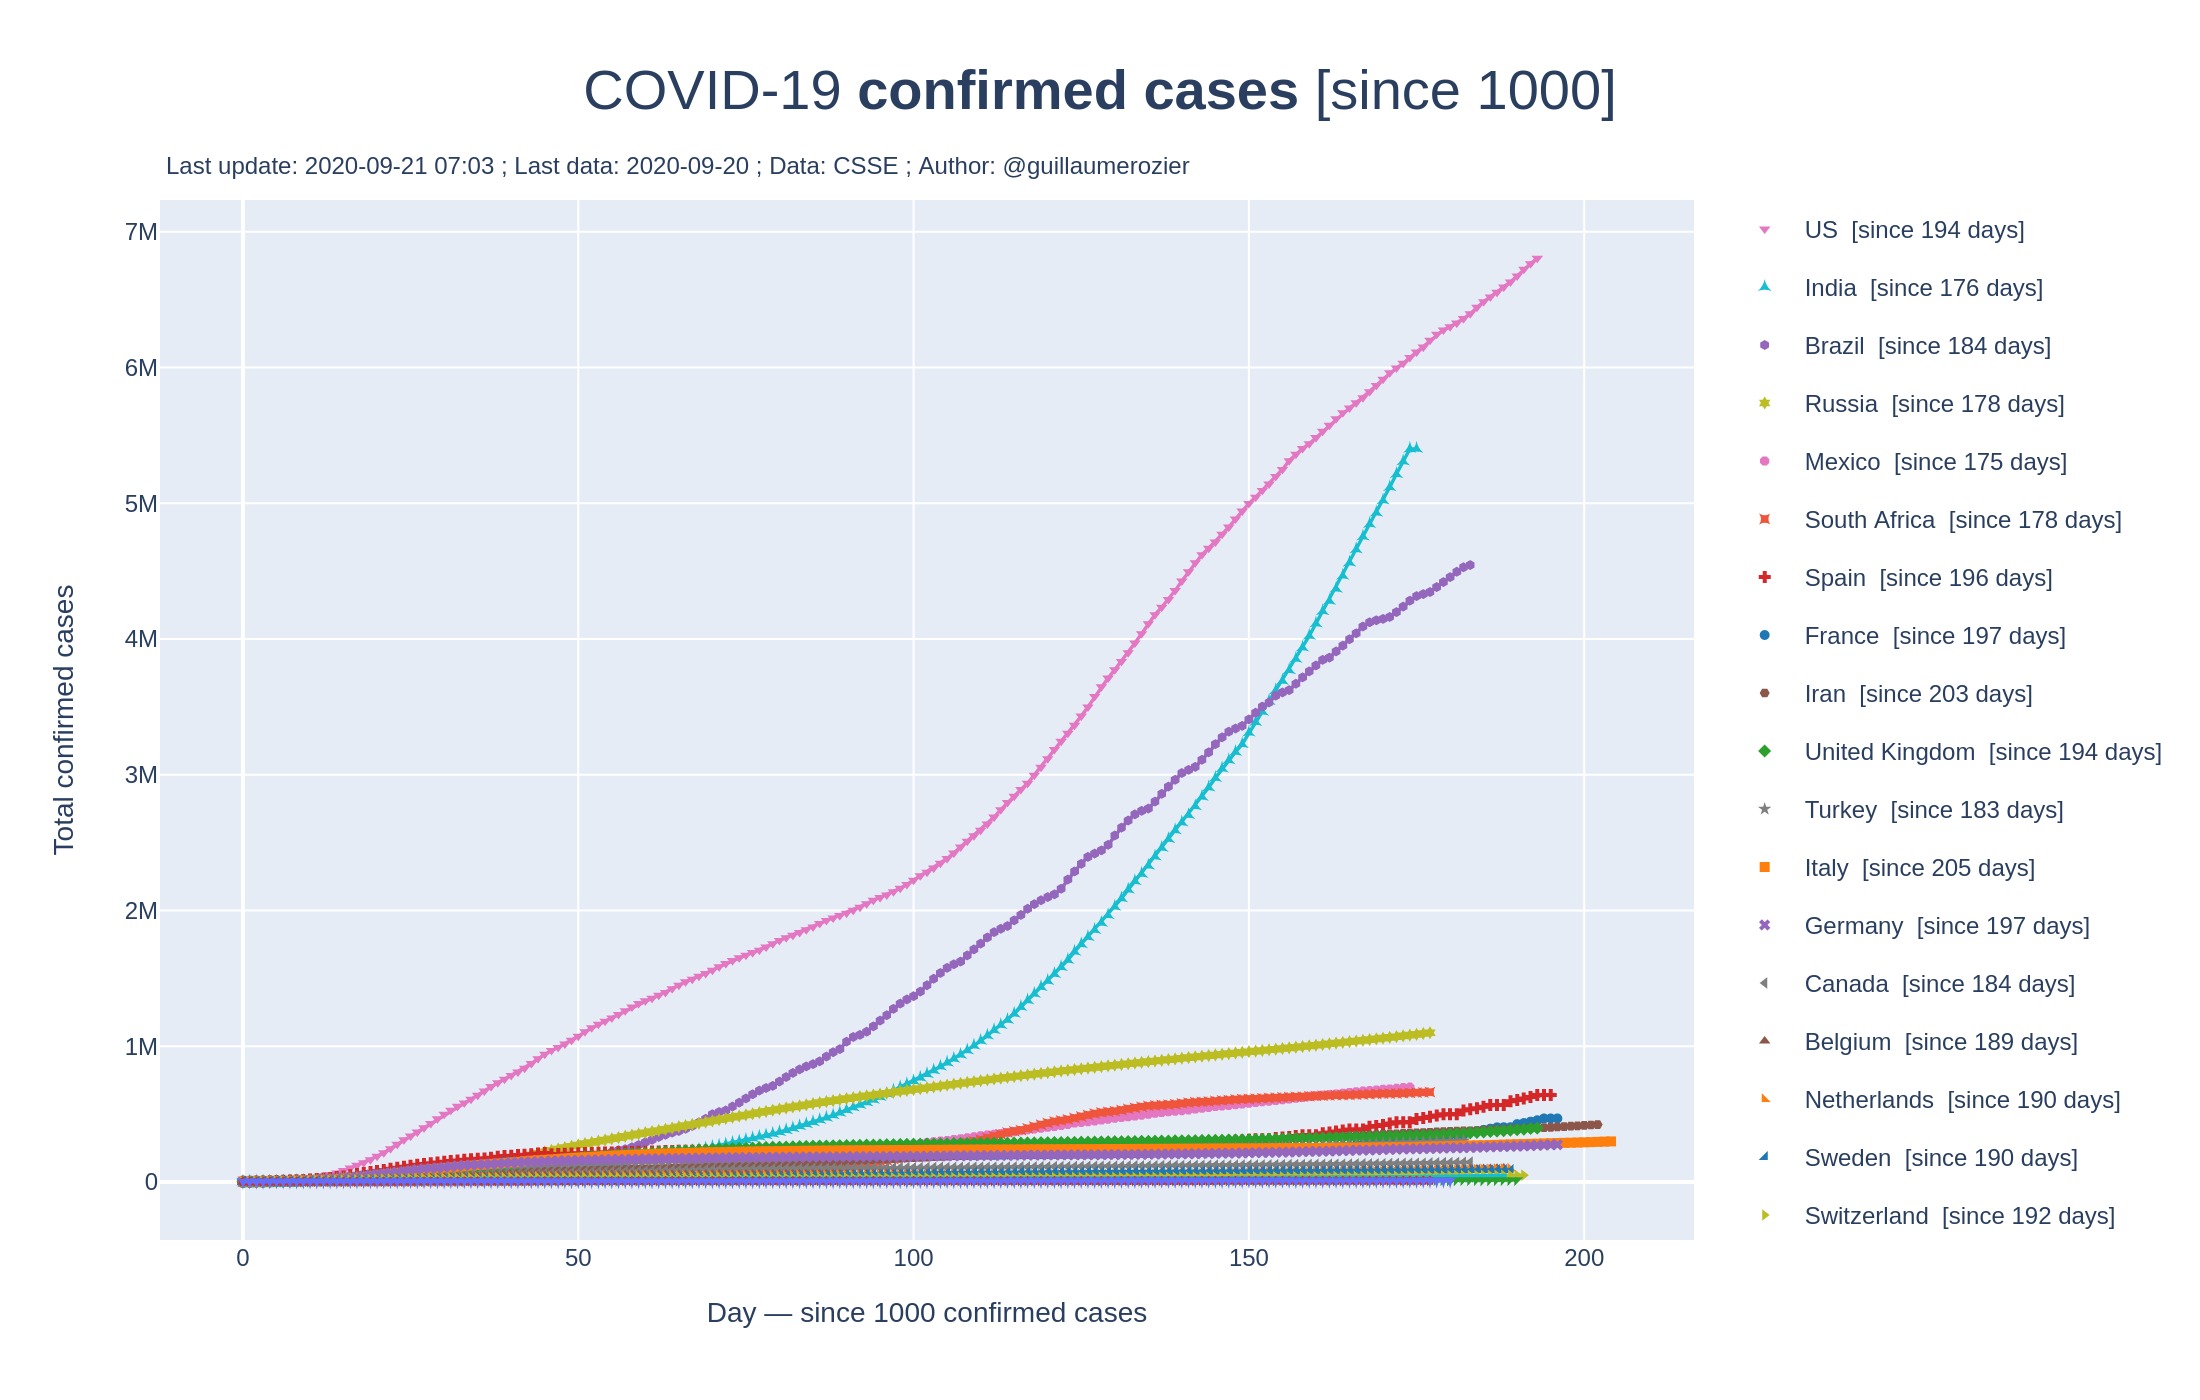 COVID-19 confirmed cases [since 1000]
Last update: 2020-09-21 07:03 ; Last data: 2020-09-20 ; Data: CSSE ; Author: @guillaumerozier
7M
6M
5M
4M
3M
2M
1M
0
Total confirmed cases
0
50
100
150
200
Day — since 1000 confirmed cases
US [since 194 days]
India [since 176 days]
Brazil [since 184 days]
Russia [since 178 days]
Mexico [since 175 days]
South Africa [since 178 days]
Spain [since 196 days]
France [since 197 days]
Iran [since 203 days]
United Kingdom [since 194 days]
Turkey [since 183 days]
Italy [since 205 days]
Germany [since 197 days]
Canada [since 184 days]
Belgium [since 189 days]
Netherlands [since 190 days]
Sweden [since 190 days]
Switzerland [since 192 days]